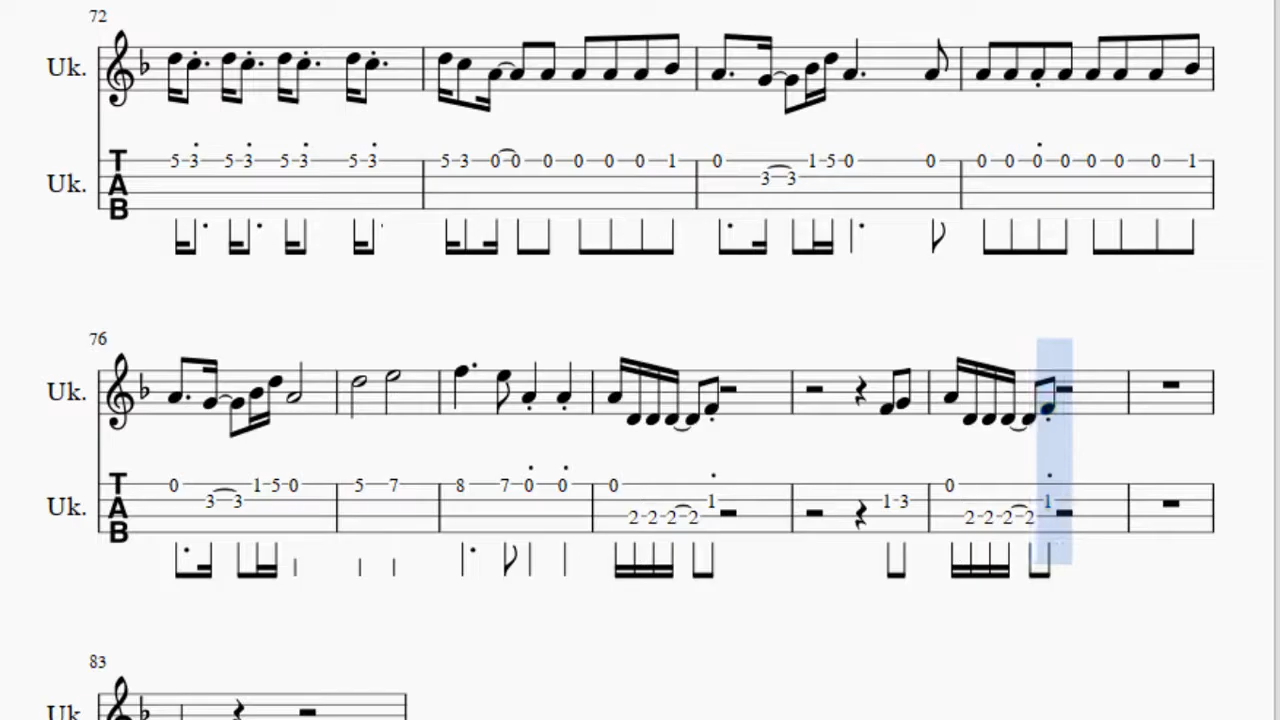 72
Uk.
Uk. TAB 5 3 5 3 5 3 5 3 5 3 0 0 0 0 0 0 1 0 3 3 1 5 0 0 0 0 0 0 0 0 0 1
76
Uk.
Uk. TAB 0 3 3 1 5 0 5 7 8 7 0 0 0 2 2 2 2 1 1 3 0 2 2 2 2 1
83
Uk.